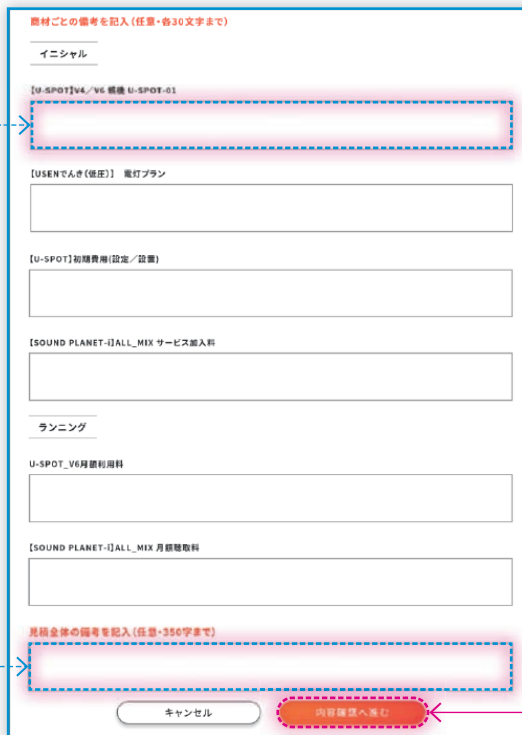 商材ごとの備考を記入(任意・各30文字まで)
イニシャル
【U-SPOT】V4／V6 親機 U-SPOT-01
【USENでんき(低圧)】 電灯プラン
【U-SPOT】初期費用(設定／設置)
【SOUND PLANET-i】ALL_MIX サービス加入料
ランニング
U-SPOT_V6月額利用料
【SOUND PLANET-i】ALL_MIX 月額聴取料
見積全体の備考を記入(任意・350字まで)
キャンセル
内容確認へ進む